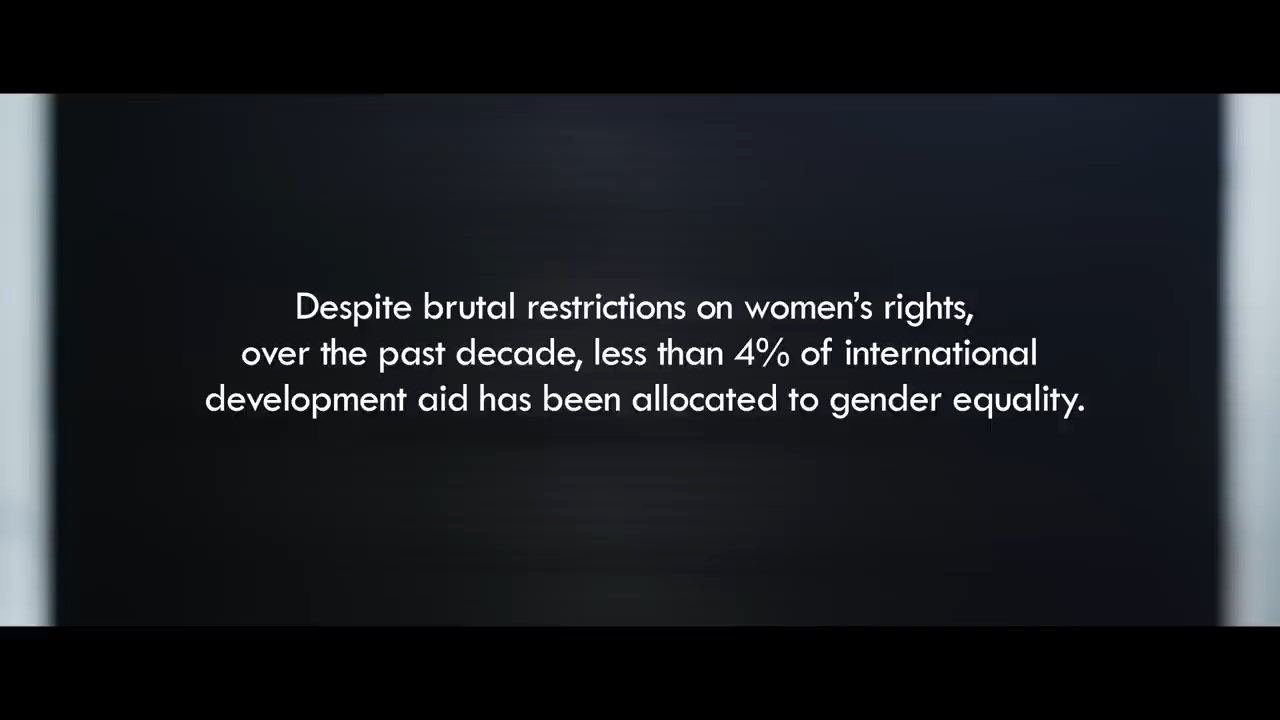 Despite brutal restrictions on women’s rights,
over the past decade, less than 4% of international
development aid has been allocated to gender equality.